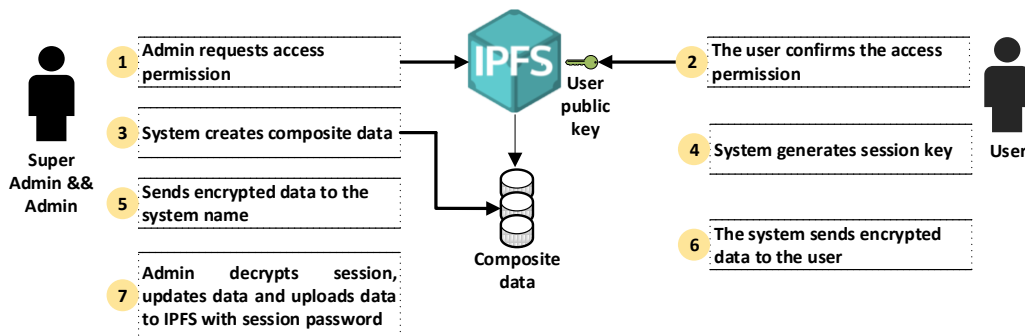 1
Admin requests access
permission
IPFS
User
public
key
2
The user confirms the access
permission
3
System creates composite data
4
System generates session key
Super
Admin &&
Admin
User
5
Sends encrypted data to the
system name
6
The system sends encrypted
data to the user
Composite
data
7
Admin decrypts session,
updates data and uploads data
to IPFS with session password